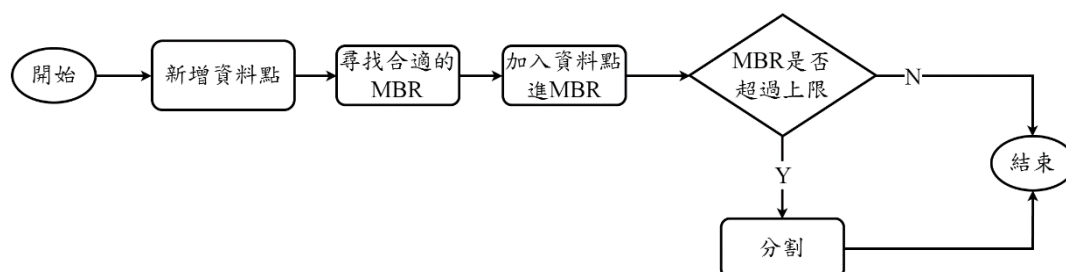 開始
新增資料點
尋找合適的
MBR
加入資料點
進MBR
MBR是否
超過上限
N
Y
結束
分割